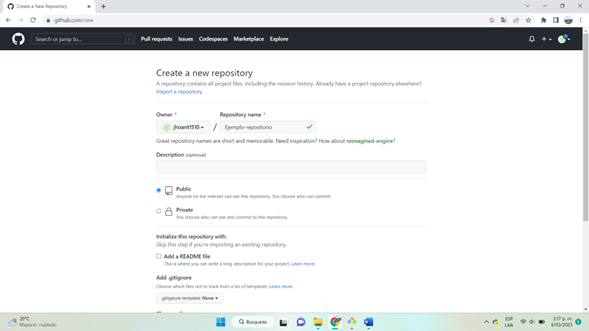 Create a New Repository
github.com/new
Search or jump to... /
Pull requests Issues Codespaces Marketplace Explore
Create a new repository
A repository contains all project files, including the revision history. Already have a project repository elsewhere?
Import a repository.
Owner * Repository name *
jhoant1510 / Ejemplo-repositorio
Great repository names are short and memorable. Need inspiration? How about reimagined-engine?
Description (optional)
Public
Anyone on the internet can see this repository. You choose who can commit.
Private
You choose who can see and commit to this repository.
Initialize this repository with:
Skip this step if you're importing an existing repository.
Add a README file
This is where you can write a long description for your project. Learn more.
Add .gitignore
Choose which files not to track from a list of templates. Learn more.
.gitignore template: None
20°C
Mayorm. nublado
Búsqueda
ESP
LAA
2:17 p. m.
6/03/2023